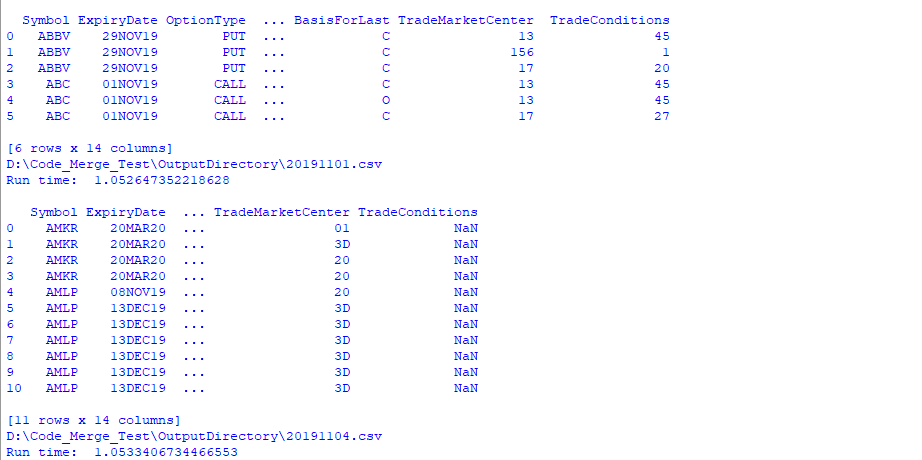 Symbol ExpiryDate OptionType ... BasisForLast TradeMarketCenter TradeConditions
0 ABBV 29NOV19 PUT ... C 13 45
1 ABBV 29NOV19 PUT ... C 156 1
2 ABBV 29NOV19 PUT ... C 17 20
3 ABC 01NOV19 CALL ... C 13 45
4 ABC 01NOV19 CALL ... O 13 45
5 ABC 01NOV19 CALL ... C 17 27
[6 rows x 14 columns]
D:\Code_Merge_Test\OutputDirectory\20191101.csv
Run time: 1.052647352218628
Symbol ExpiryDate ... TradeMarketCenter TradeConditions
0 AMKR 20MAR20 ... 01 NaN
1 AMKR 20MAR20 ... 3D NaN
2 AMKR 20MAR20 ... 20 NaN
3 AMKR 20MAR20 ... 20 NaN
4 AMLP 08NOV19 ... 20 NaN
5 AMLP 13DEC19 ... 3D NaN
6 AMLP 13DEC19 ... 3D NaN
7 AMLP 13DEC19 ... 3D NaN
8 AMLP 13DEC19 ... 3D NaN
9 AMLP 13DEC19 ... 3D NaN
10 AMLP 13DEC19 ... 3D NaN
[11 rows x 14 columns]
D:\Code_Merge_Test\OutputDirectory\20191104.csv
Run time: 1.0533406734466553